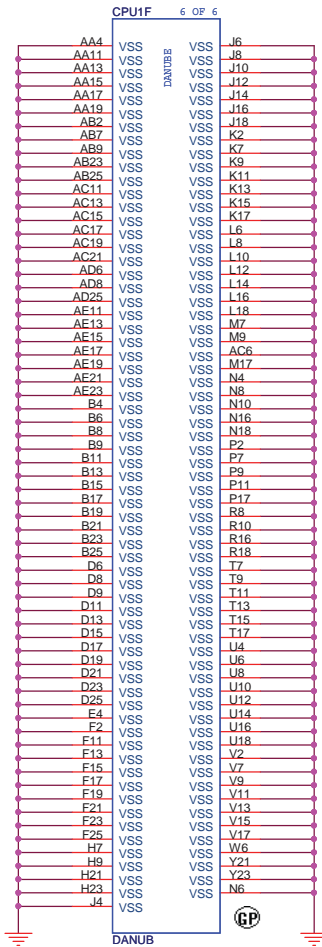 CPU1F 6 OF 6
DANUBE
AA4 VSS VSS J6
AA11 VSS VSS J8
AA13 VSS VSS J10
AA15 VSS VSS J12
AA17 VSS VSS J14
AA19 VSS VSS J16
AB2 VSS VSS J18
AB7 VSS VSS K2
AB9 VSS VSS K7
AB23 VSS VSS K9
AB25 VSS VSS K11
AC11 VSS VSS K13
AC13 VSS VSS K15
AC15 VSS VSS K17
AC17 VSS VSS L6
AC19 VSS VSS L8
AC21 VSS VSS L10
AD6 VSS VSS L12
AD8 VSS VSS L14
AD25 VSS VSS L16
AE11 VSS VSS L18
AE13 VSS VSS M7
AE15 VSS VSS M9
AE17 VSS VSS AC6
AE19 VSS VSS M17
AE21 VSS VSS N4
AE23 VSS VSS N8
B4 VSS VSS N10
B6 VSS VSS N16
B8 VSS VSS N18
B9 VSS VSS P2
B11 VSS VSS P7
B13 VSS VSS P9
B15 VSS VSS P11
B17 VSS VSS P17
B19 VSS VSS R8
B21 VSS VSS R10
B23 VSS VSS R16
B25 VSS VSS R18
D6 VSS VSS T7
D8 VSS VSS T9
D9 VSS VSS T11
D11 VSS VSS T13
D13 VSS VSS T15
D15 VSS VSS T17
D17 VSS VSS U4
D19 VSS VSS U6
D21 VSS VSS U8
D23 VSS VSS U10
D25 VSS VSS U12
E4 VSS VSS U14
F2 VSS VSS U16
F11 VSS VSS U18
F13 VSS VSS V2
F15 VSS VSS V7
F17 VSS VSS V9
F19 VSS VSS V11
F21 VSS VSS V13
F23 VSS VSS V15
F25 VSS VSS V17
H7 VSS VSS W6
H9 VSS VSS Y21
H21 VSS VSS Y23
H23 VSS VSS N6
J4 VSS
GP
DANUB